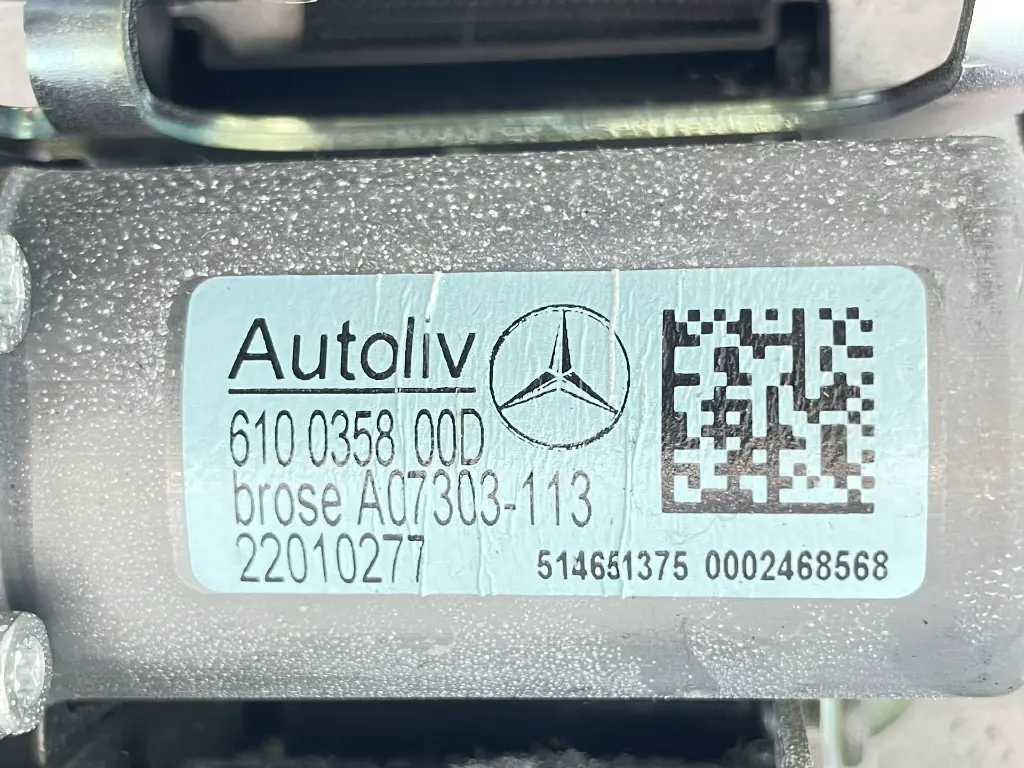 Autoliv
610 0358 00D
brose A07303-113
22010277
514651375 0002468568